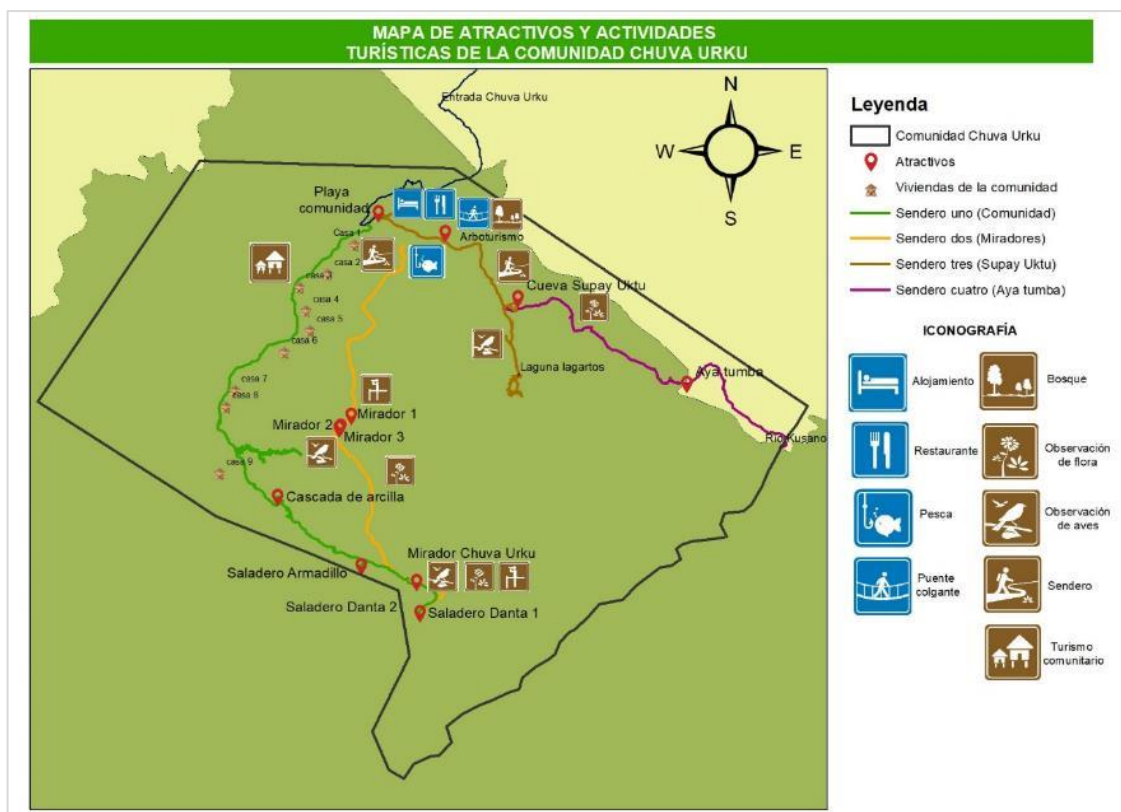 MAPA DE ATRACTIVOS Y ACTIVIDADES
TURÍSTICAS DE LA COMUNIDAD CHUVA URKU
Entrada Chuva Urku
N
W
E
S
Playa
comunidad
Arboturismo
Casa 1
casa 2
casa 3
casa 4
casa 5
casa 6
casa 7
casa 8
casa 9
Cueva Supay Uktu
Laguna lagartos
Aya tumba
Río Kusano
Mirador 1
Mirador 2
Mirador 3
Cascada de arcilla
Mirador Chuva Urku
Saladero Armadillo
Saladero Danta 2
Saladero Danta 1
Leyenda
Comunidad Chuva Urku
Atractivos
Viviendas de la comunidad
Sendero uno (Comunidad)
Sendero dos (Miradores)
Sendero tres (Supay Uktu)
Sendero cuatro (Aya tumba)
ICONOGRAFÍA
Alojamiento
Bosque
Restaurante
Observación
de flora
Pesca
Observación
de aves
Puente
colgante
Sendero
Turismo
comunitario